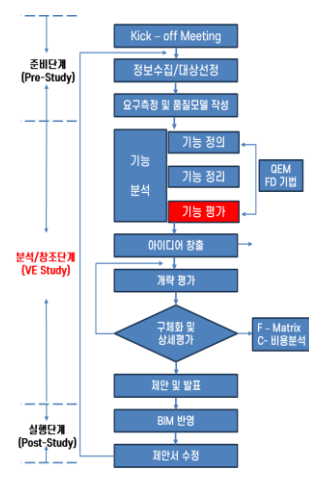 Kick – off Meeting
준비단계
(Pre-Study)
정보수집/대상선정
요구측정 및 품질모델 작성
기능
분석
기능 정의
기능 정리
기능 평가
QEM
FD 기법
아이디어 창출
분석/창조단계
(VE Study)
개략 평가
구체화 및
상세평가
F – Matrix
C- 비용분석
제안 및 발표
실행단계
(Post-Study)
BIM 반영
제안서 수정